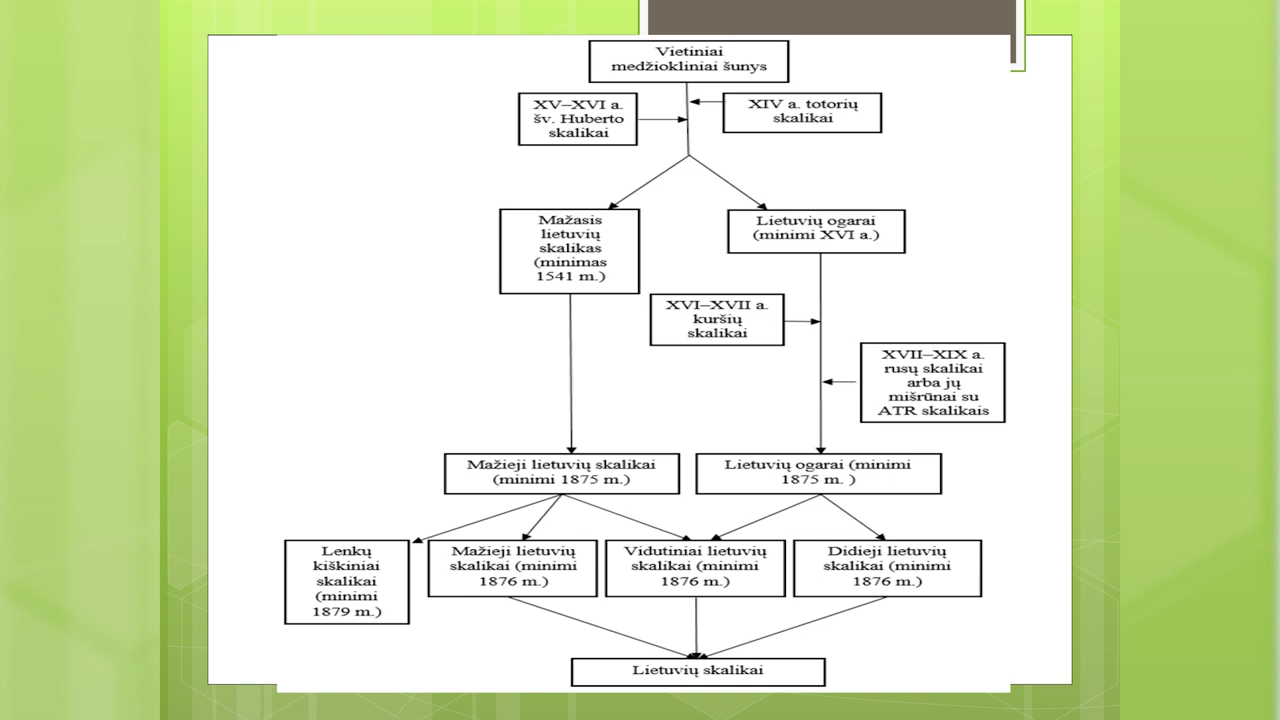 Vietiniai
medžiokliniai šunys
XV–XVI a.
šv. Huberto
skalikai
XIV a. totorių
skalikai
Mažasis
lietuvių
skalikas
(minimas
1541 m.)
Lietuvių ogarai
(minimi XVI a.)
XVI–XVII a.
kuršių
skalikai
XVII–XIX a.
rusų skalikai
arba jų
mišrūnai su
ATR skalikais
Mažieji lietuvių skalikai
(minimi 1875 m.)
Lietuvių ogarai (minimi
1875 m. )
Lenkų
kiškiniai
skalikai
(minimi
1879 m.)
Mažieji lietuvių
skalikai (minimi
1876 m.)
Vidutiniai lietuvių
skalikai (minimi
1876 m.)
Didieji lietuvių
skalikai (minimi
1876 m.)
Lietuvių skalikai